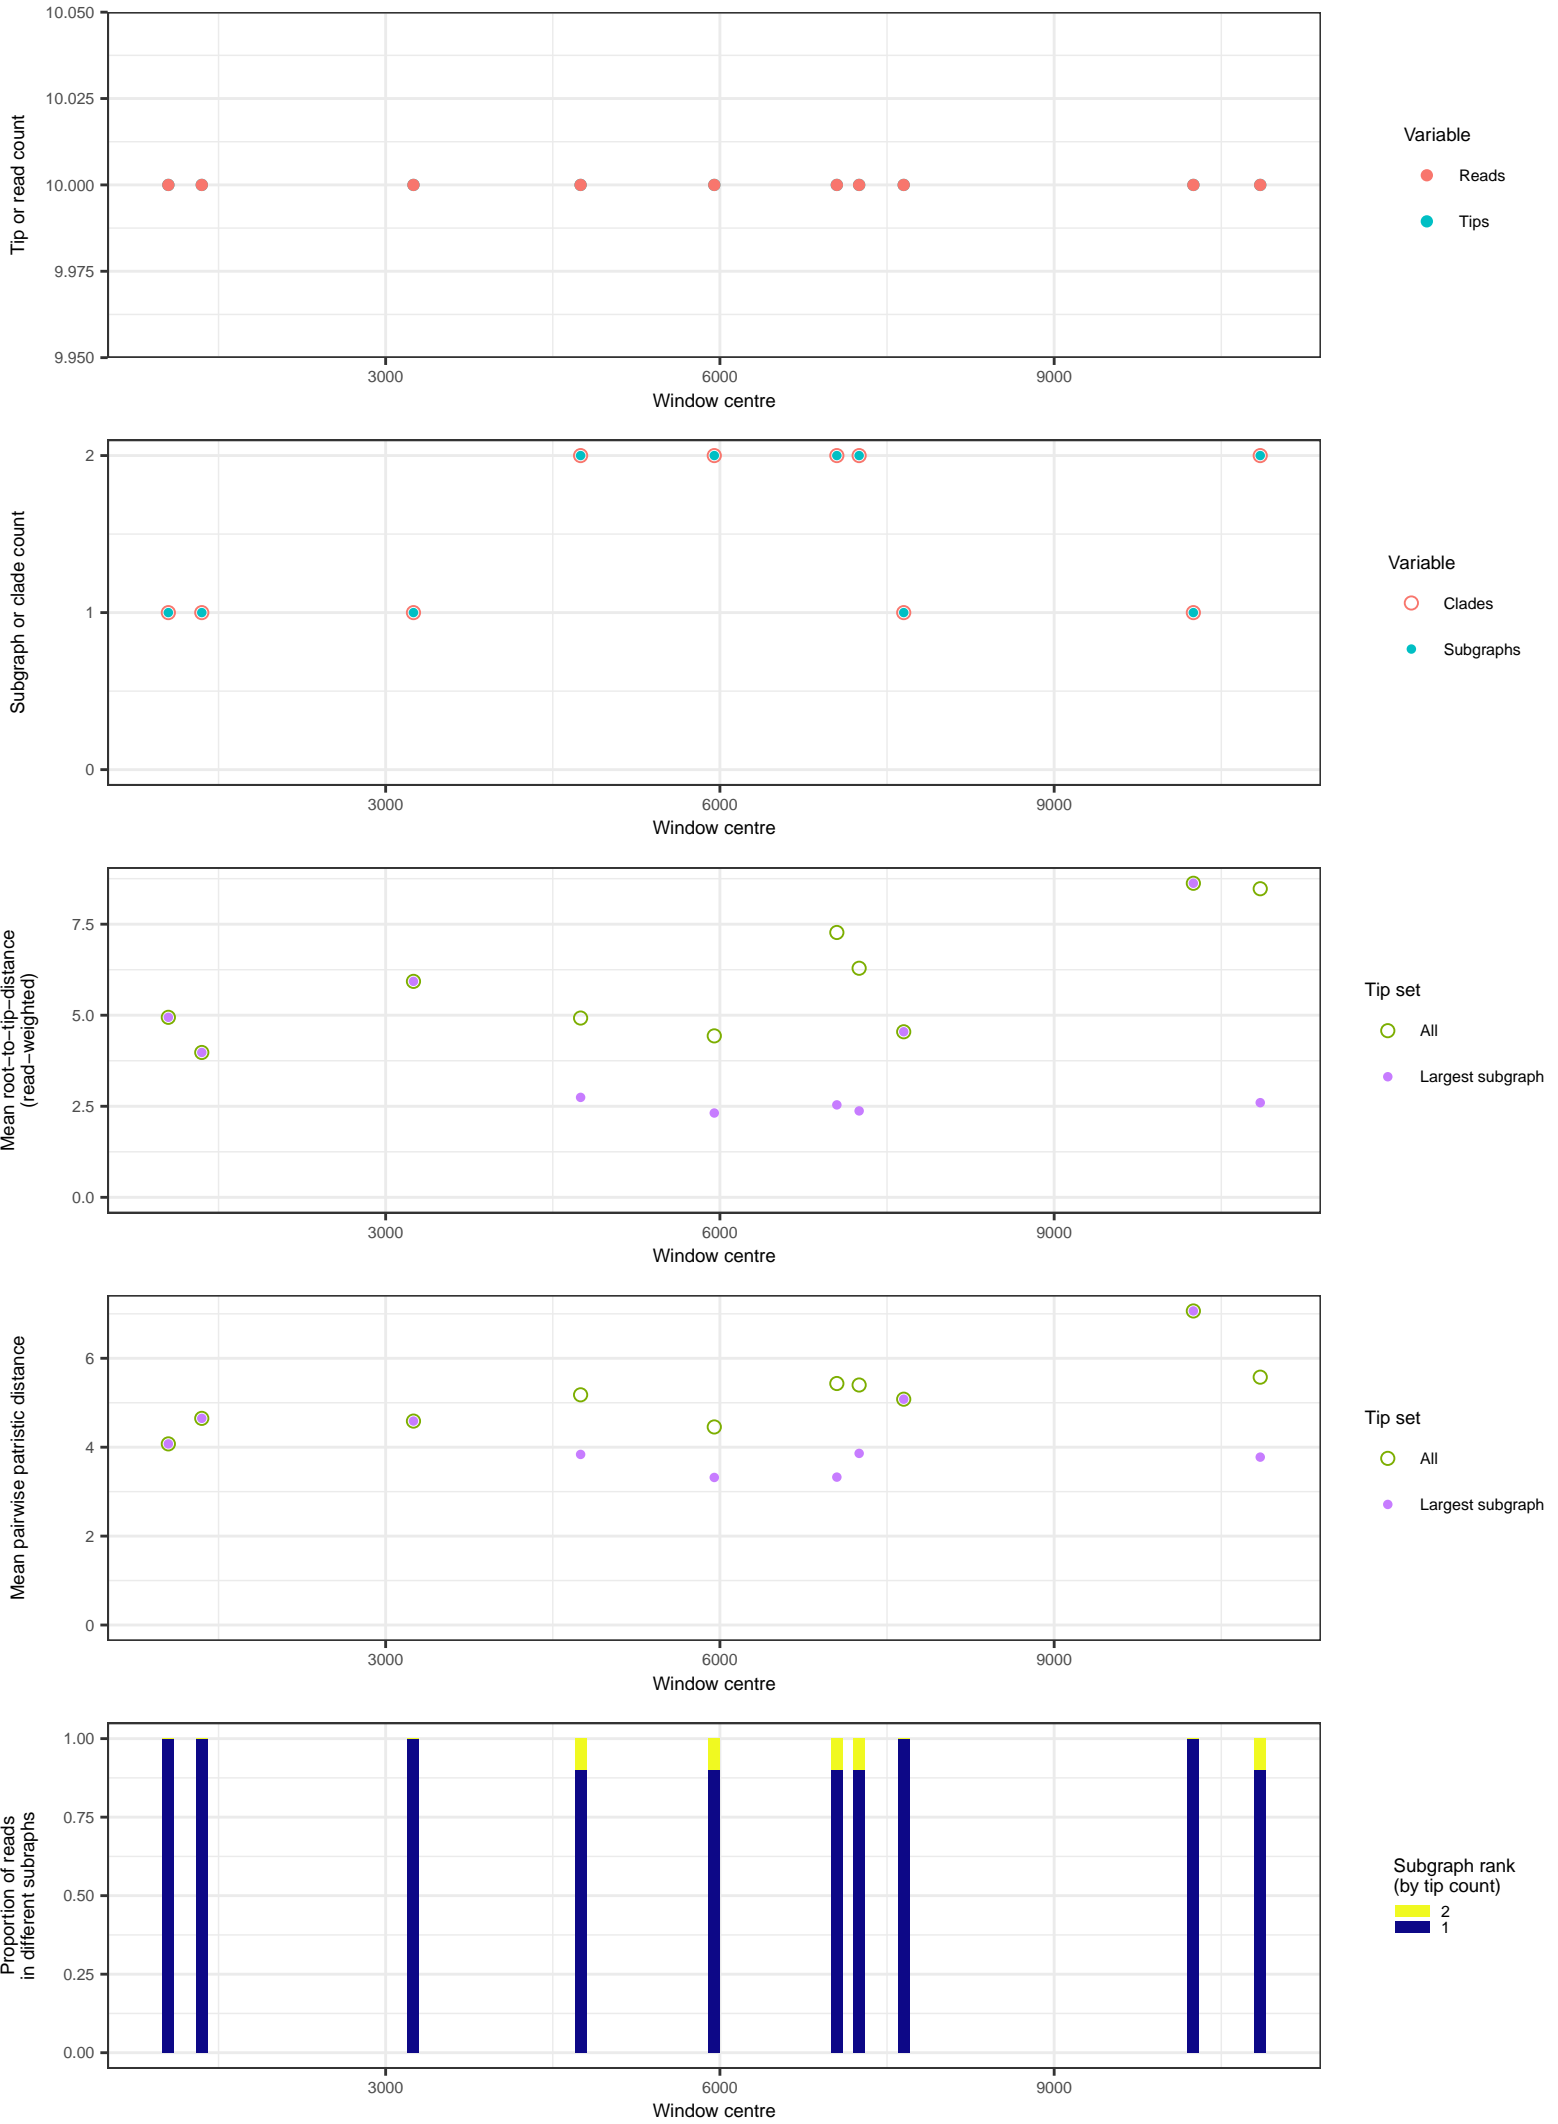 10.050
10.025
10.000
9.975
9.950
Tip or read count
3000 6000 9000
Window centre
Variable
Reads
Tips
2
1
0
Subgraph or clade count
3000 6000 9000
Window centre
Variable
Clades
Subgraphs
7.5
5.0
2.5
0.0
Mean root−to−tip−distance
(read−weighted)
3000 6000 9000
Window centre
Tip set
All
Largest subgraph
6
4
2
0
Mean pairwise patristic distance
3000 6000 9000
Window centre
Tip set
All
Largest subgraph
1.00
0.75
0.50
0.25
0.00
Proportion of reads
in different subraphs
3000 6000 9000
Window centre
Subgraph rank
(by tip count)
2
1